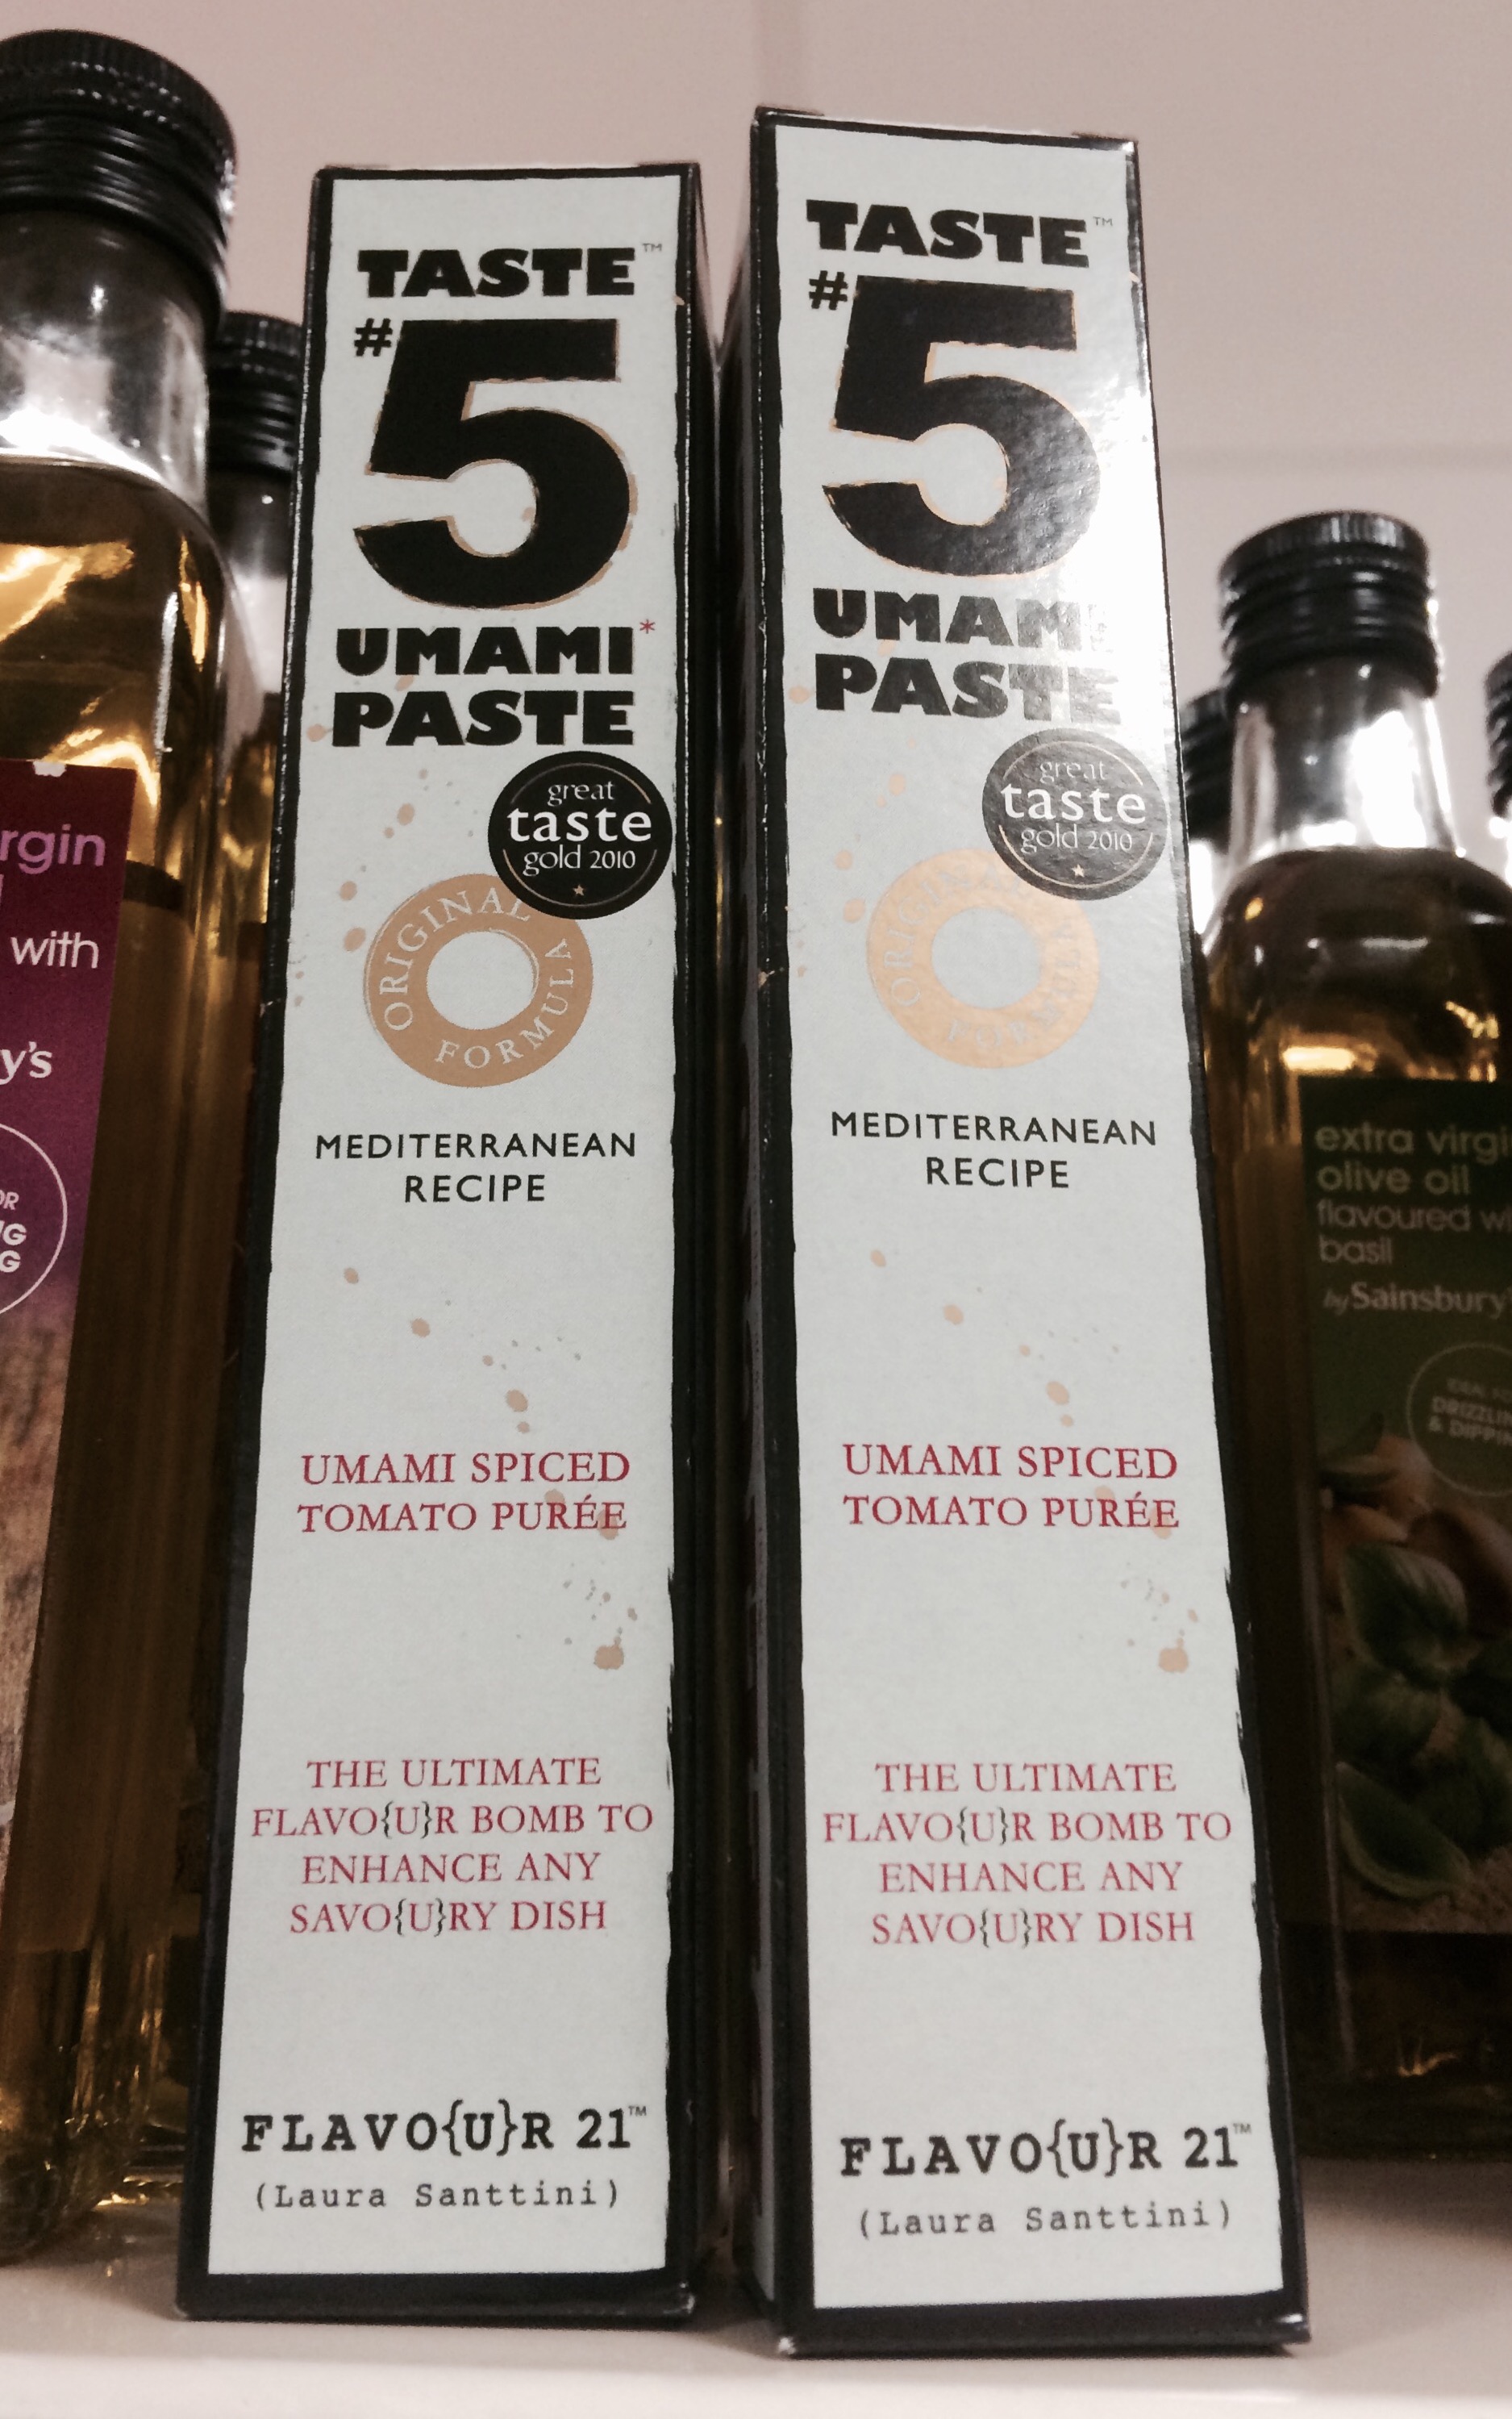 TASTE™
#5
UMAMI*
PASTE
great
taste
gold 2010
ORIGINAL
FORMULA
MEDITERRANEAN
RECIPE
UMAMI SPICED
TOMATO PURÉE
THE ULTIMATE
FLAVO{U}R BOMB TO
ENHANCE ANY
SAVO{U}RY DISH
FLAVO{U}R 21™
(Laura Santtini)
TASTE™
#5
UMAMI
PASTE
great
taste
gold 2010
ORIGINAL
FORMULA
MEDITERRANEAN
RECIPE
UMAMI SPICED
TOMATO PURÉE
THE ULTIMATE
FLAVO{U}R BOMB TO
ENHANCE ANY
SAVO{U}RY DISH
FLAVO{U}R 21™
(Laura Santtini)
with
extra
olive oil
flavoured
basil
by